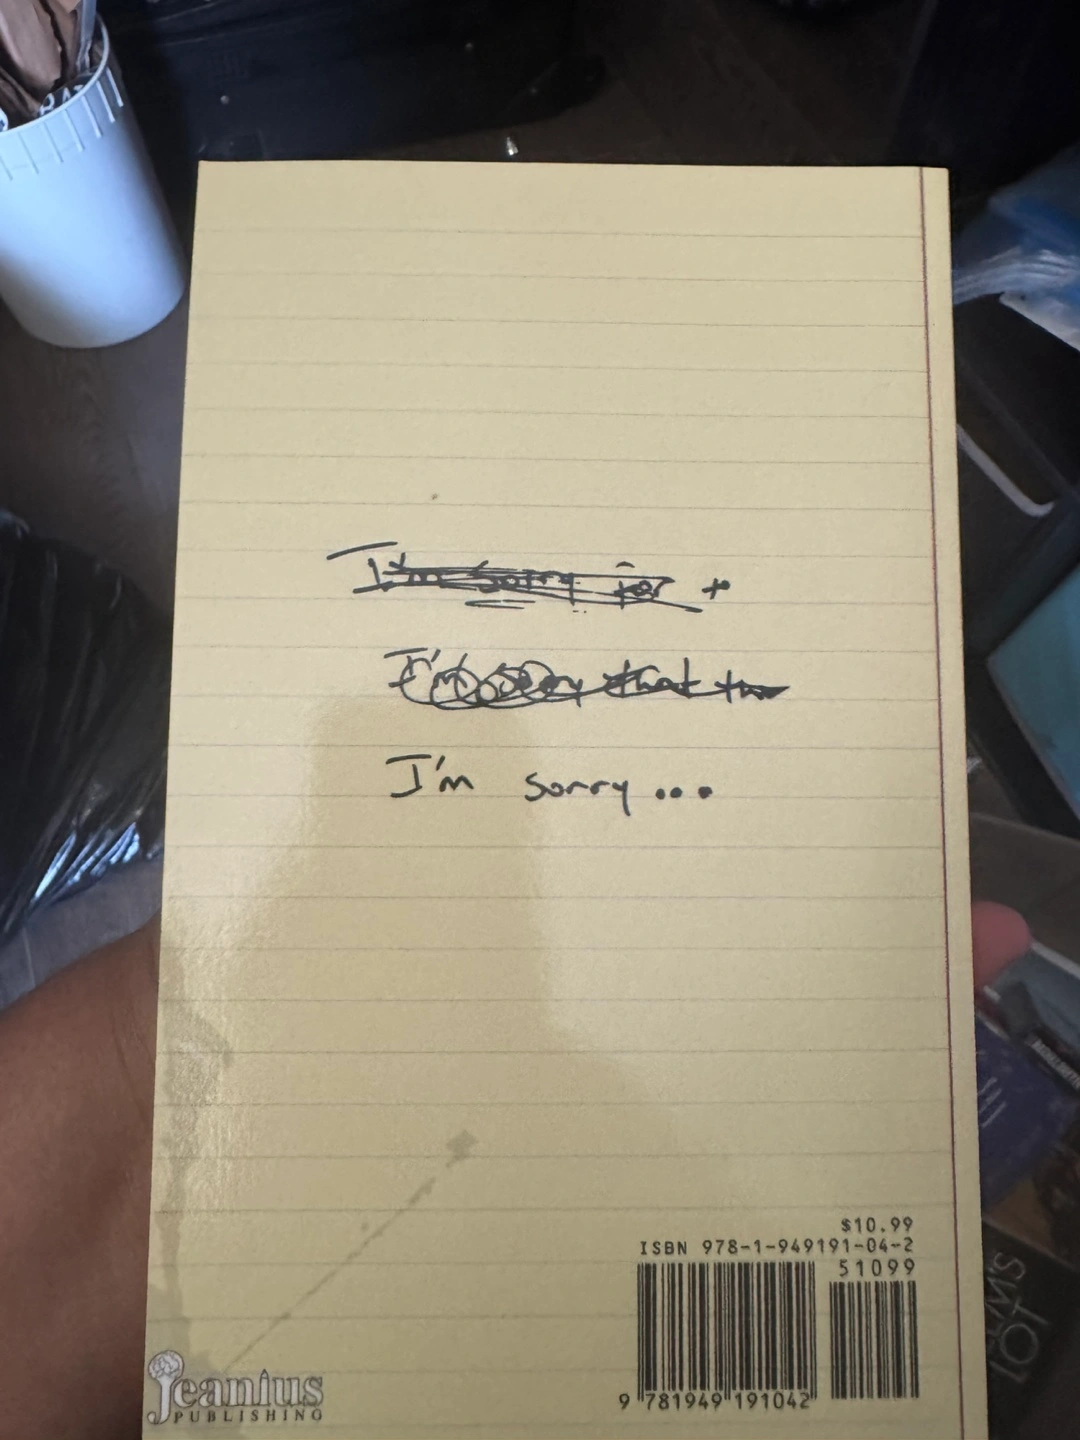 I'm sorry for t
I'm sorry that
I'm sorry...
$10.99
ISBN 978-1-949191-04-2
51099
9 781949 191042
Jeanius
PUBLISHING
LOT